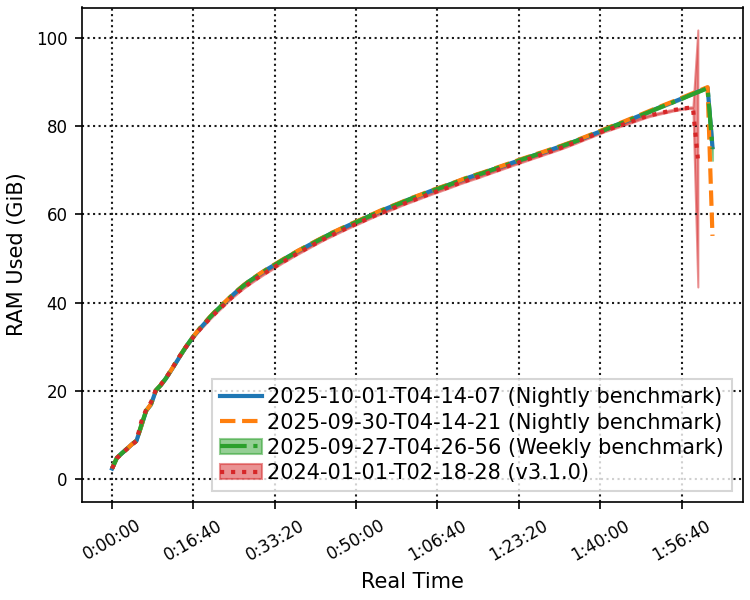 100
80
60
40
20
0
RAM Used (GiB)
2025-10-01-T04-14-07 (Nightly benchmark)
2025-09-30-T04-14-21 (Nightly benchmark)
2025-09-27-T04-26-56 (Weekly benchmark)
2024-01-01-T02-18-28 (v3.1.0)
0:00:00 0:16:40 0:33:20 0:50:00 1:06:40 1:23:20 1:40:00 1:56:40
Real Time